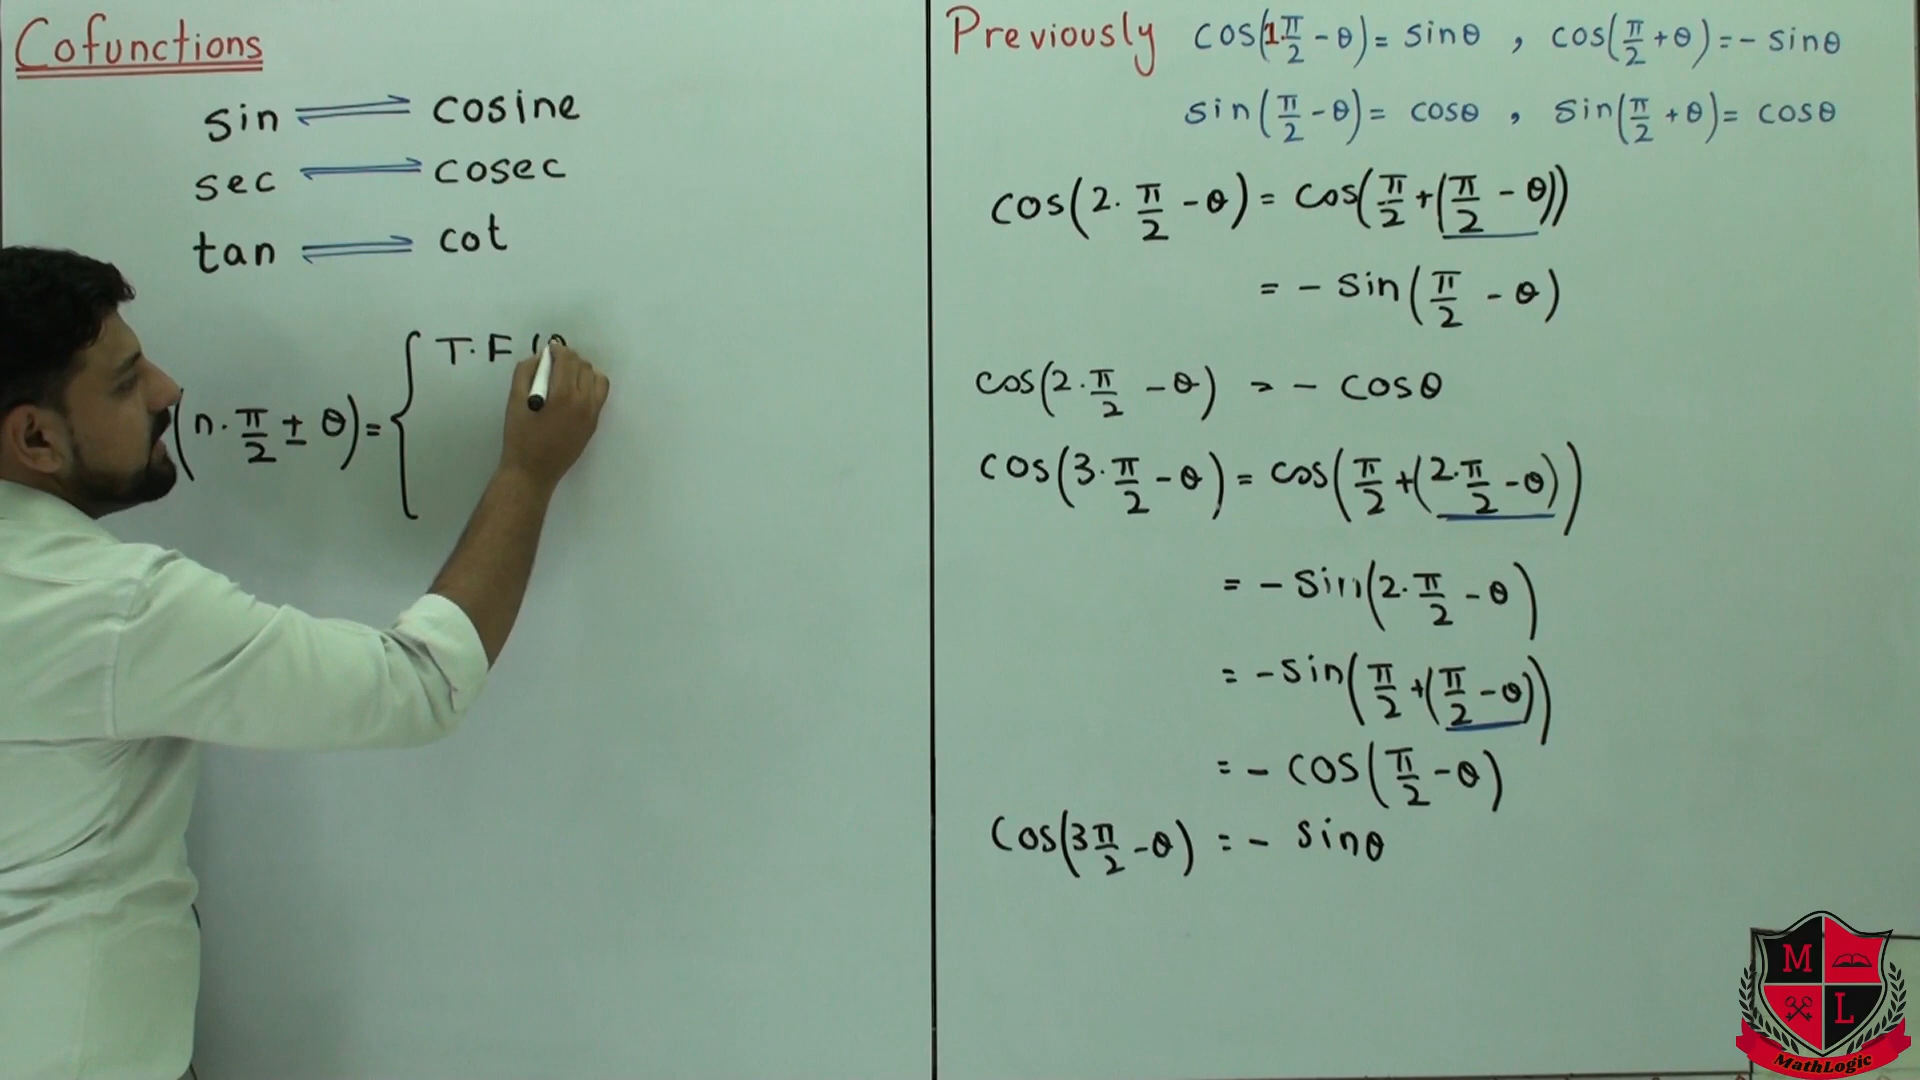 Cofunctions
sin ⇌ cosine
sec ⇌ cosec
tan ⇌ cot
(n·π/2 ± θ) = { T.F (θ
Previously cos(1·π/2 - θ) = sinθ , cos(π/2 + θ) = - sinθ
sin(π/2 - θ) = cosθ , sin(π/2 + θ) = cosθ
cos(2·π/2 - θ) = cos(π/2 + (π/2 - θ))
= - sin(π/2 - θ)
cos(2·π/2 - θ) = - cosθ
cos(3·π/2 - θ) = cos(π/2 + (2·π/2 - θ))
= - sin(2·π/2 - θ)
= - sin(π/2 + (π/2 - θ))
= - cos(π/2 - θ)
cos(3π/2 - θ) = - sinθ
M
L
MathLogic